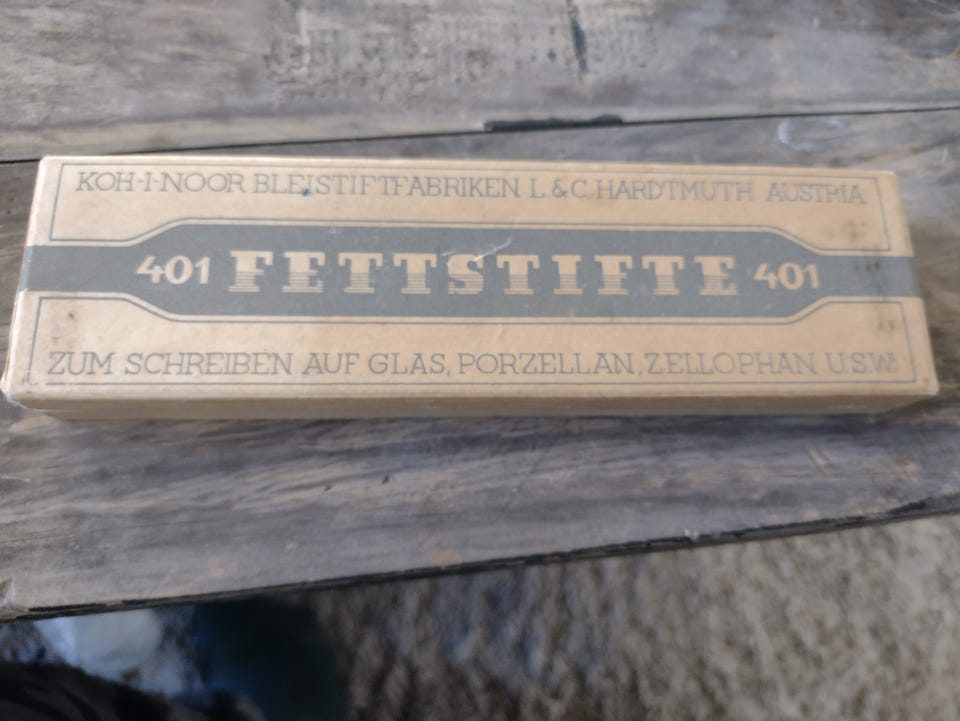 KOH-I-NOOR BLEISTIFTFABRIKEN L. & C. HARDTMUTH AUSTRIA
401 FETTSTIFTE 401
ZUM SCHREIBEN AUF GLAS, PORZELLAN, ZELLOPHAN U.S.W.